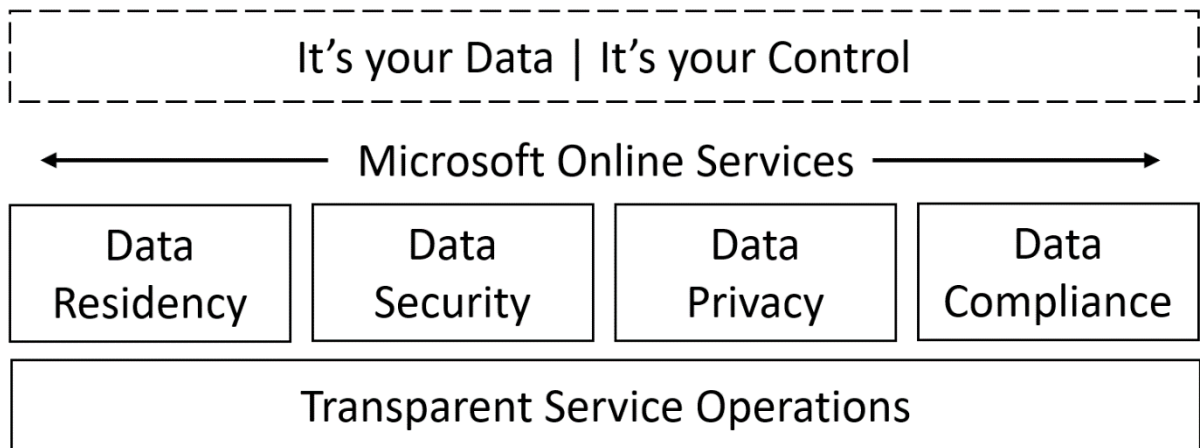 It’s your Data | It’s your Control
Microsoft Online Services
Data
Residency
Data
Security
Data
Privacy
Data
Compliance
Transparent Service Operations